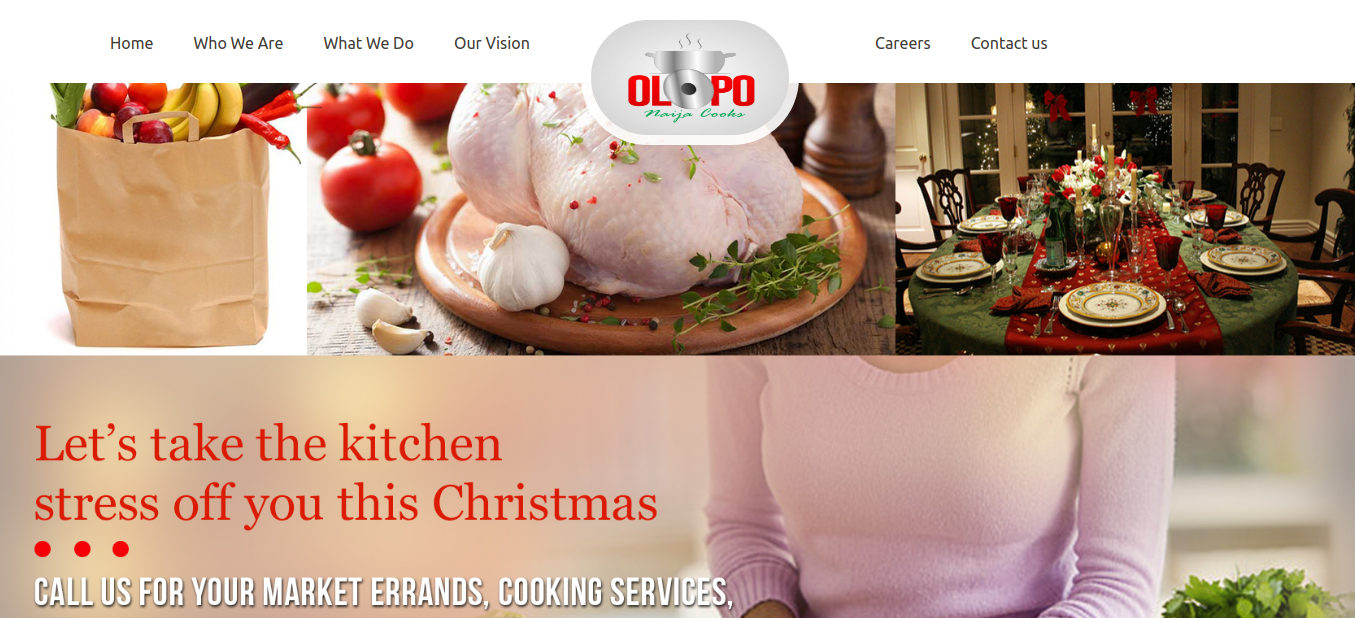 Home Who We Are What We Do Our Vision Careers Contact us
OLOPO
Naija Cooks
Let's take the kitchen
stress off you this Christmas
CALL US FOR YOUR MARKET ERRANDS, COOKING SERVICES,